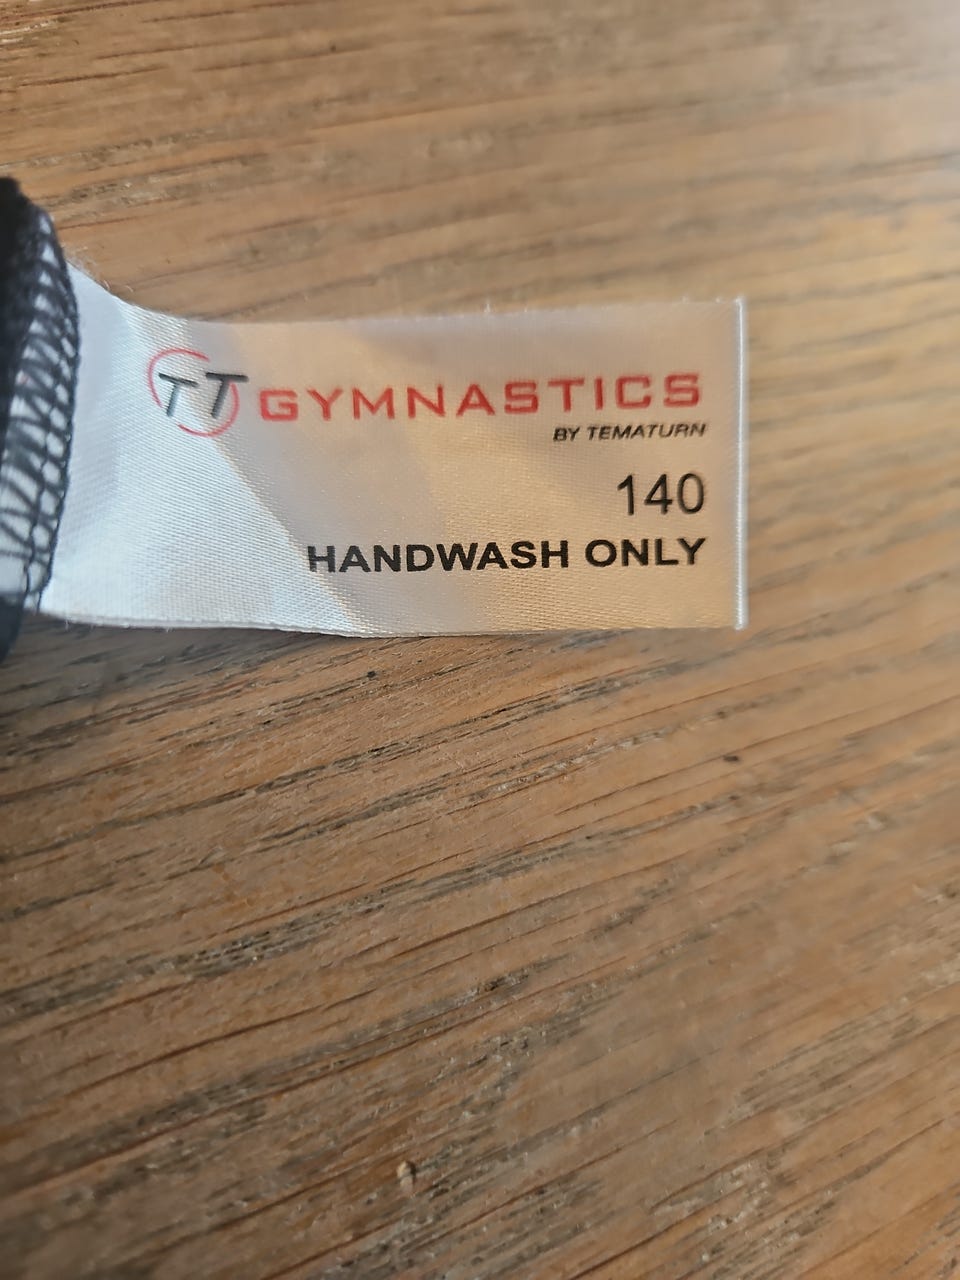 TT GYMNASTICS
BY TEMATURN
140
HANDWASH ONLY